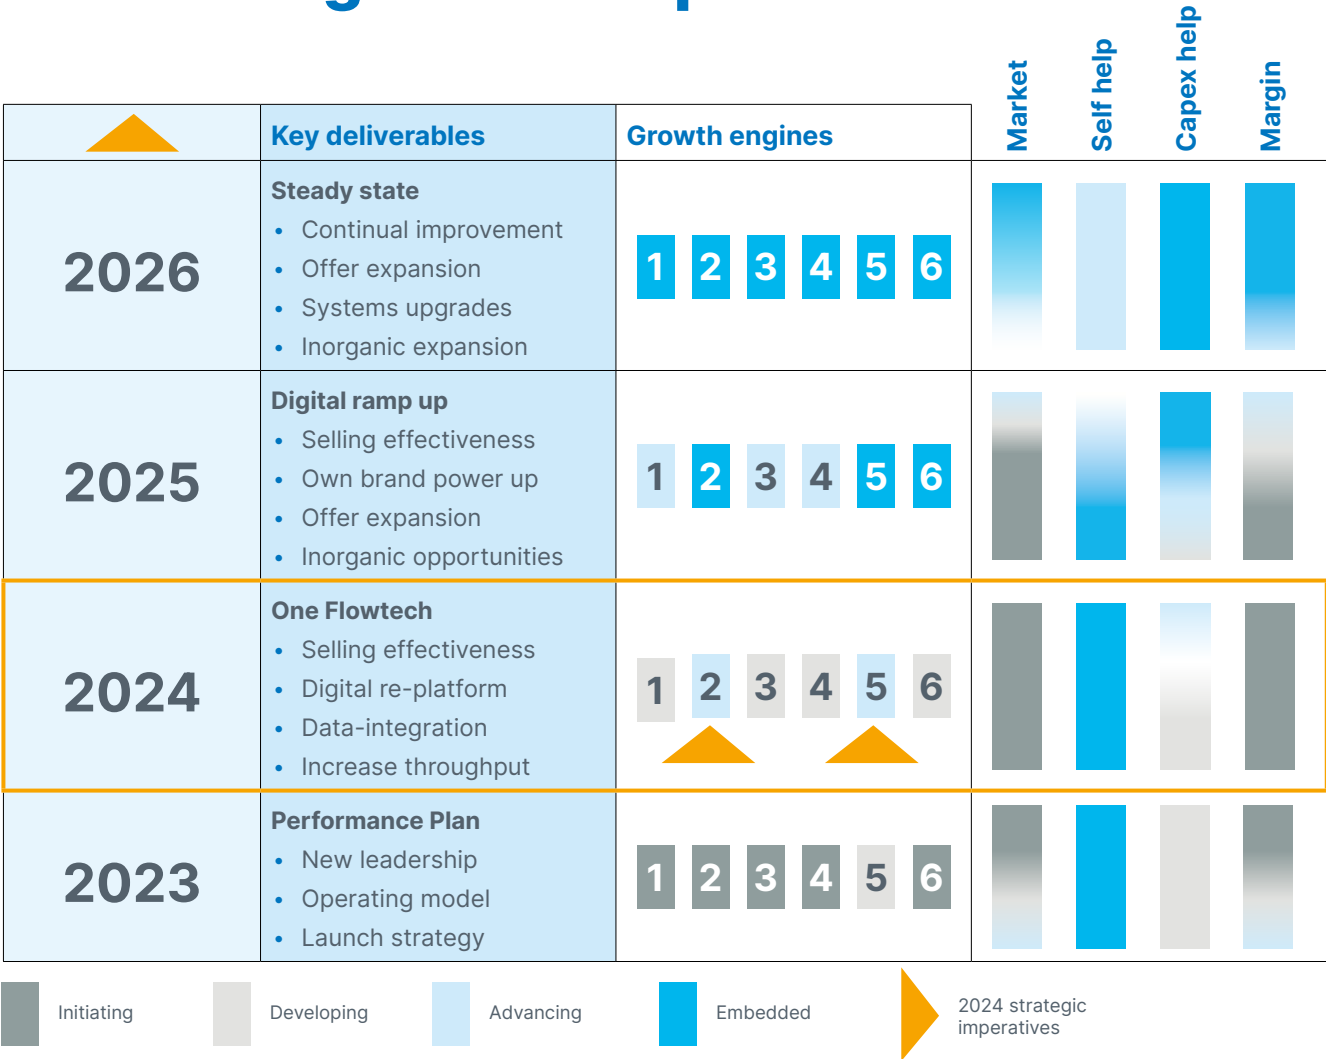 Market
Self help
Capex help
Margin
Key deliverables
Growth engines
2026
Steady state
• Continual improvement
• Offer expansion
• Systems upgrades
• Inorganic expansion
1 2 3 4 5 6
2025
Digital ramp up
• Selling effectiveness
• Own brand power up
• Offer expansion
• Inorganic opportunities
1 2 3 4 5 6
2024
One Flowtech
• Selling effectiveness
• Digital re-platform
• Data-integration
• Increase throughput
1 2 3 4 5 6
2023
Performance Plan
• New leadership
• Operating model
• Launch strategy
1 2 3 4 5 6
Initiating
Developing
Advancing
Embedded
2024 strategic
imperatives